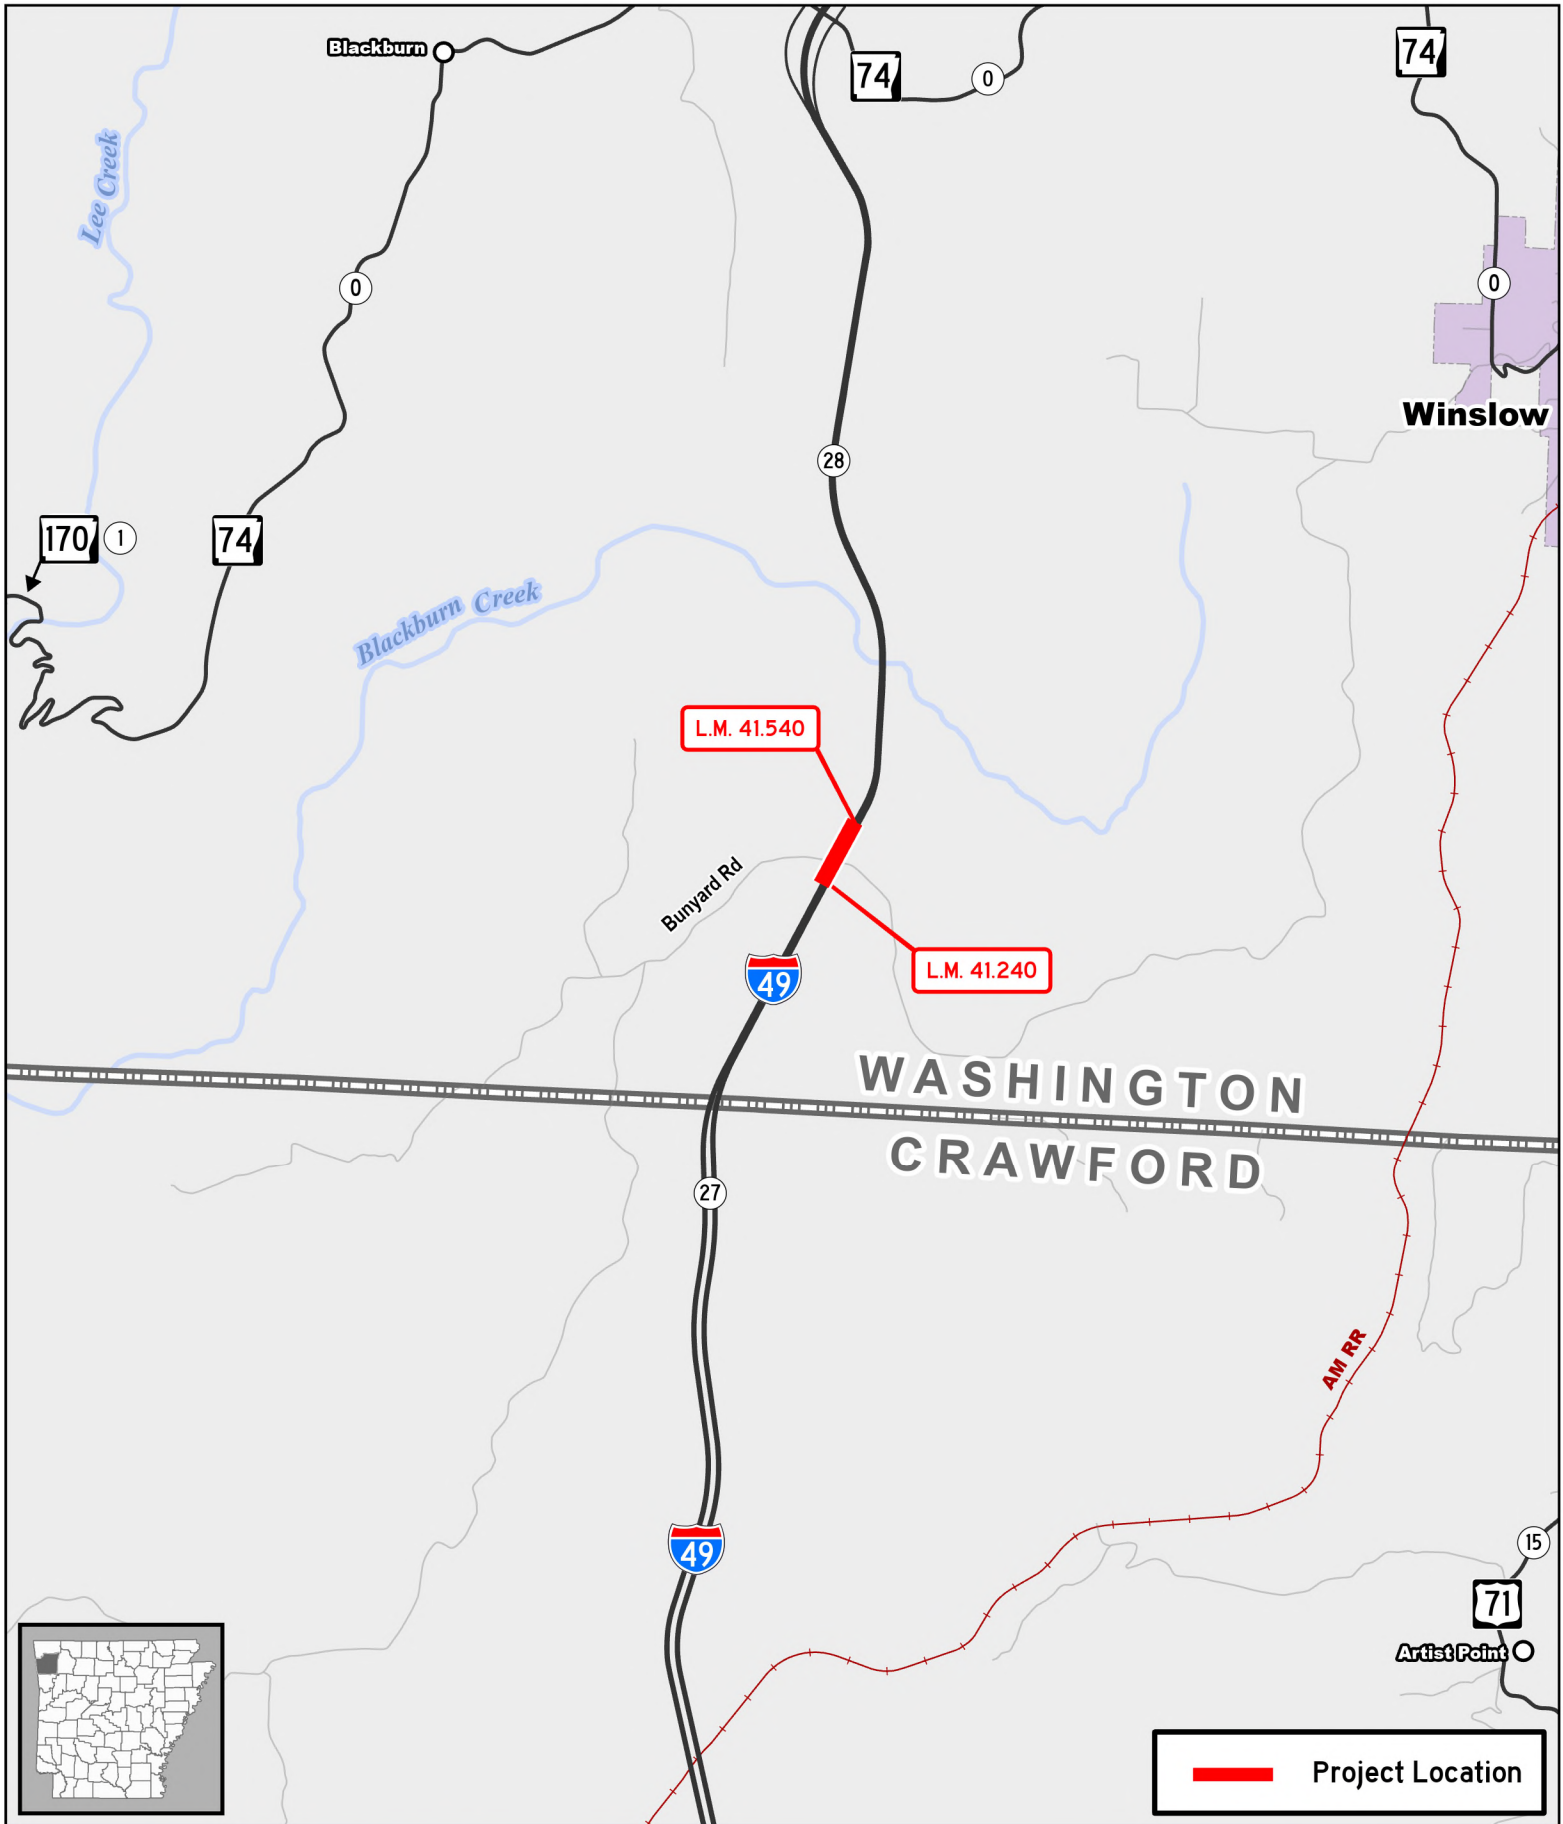 Blackburn
74
0
74
Lee Creek
0
0
Winslow
28
170
1
74
Blackburn Creek
L.M. 41.540
Bunyard Rd
L.M. 41.240
49
WASHINGTON
CRAWFORD
27
AM RR
49
15
71
Artist Point
Project Location